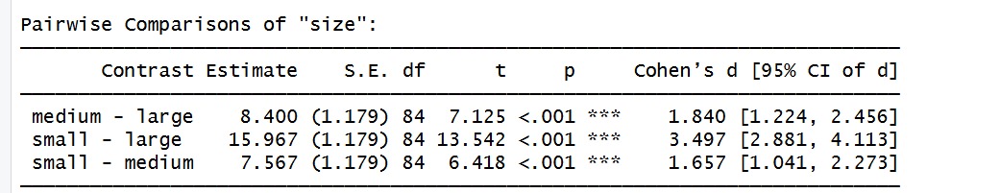 Pairwise Comparisons of "size":
Contrast Estimate S.E. df t p Cohen’s d [95% CI of d]
medium - large 8.400 (1.179) 84 7.125 <.001 *** 1.840 [1.224, 2.456]
small - large 15.967 (1.179) 84 13.542 <.001 *** 3.497 [2.881, 4.113]
small - medium 7.567 (1.179) 84 6.418 <.001 *** 1.657 [1.041, 2.273]